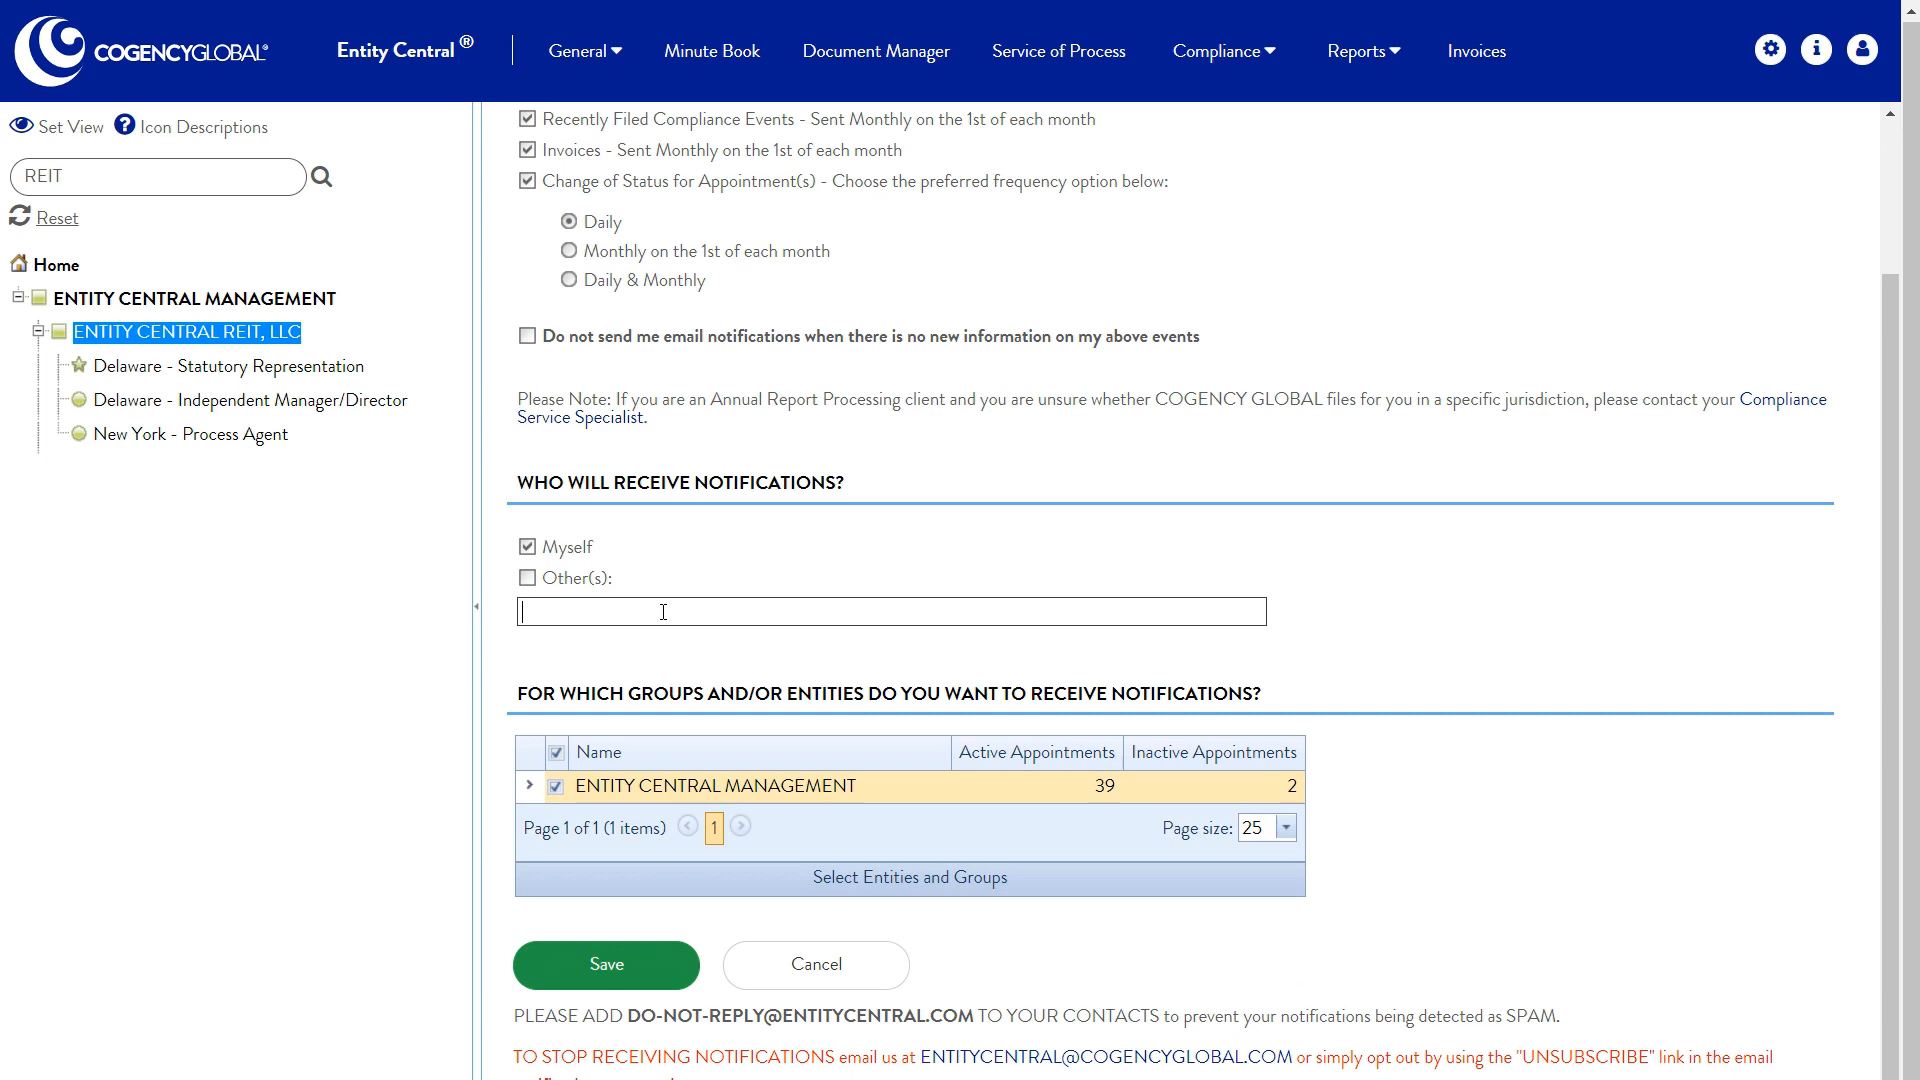 COGENCYGLOBAL®
Entity Central ®
General
Minute Book
Document Manager
Service of Process
Compliance
Reports
Invoices
Set View
Icon Descriptions
REIT
Reset
Home
ENTITY CENTRAL MANAGEMENT
ENTITY CENTRAL REIT, LLC
Delaware - Statutory Representation
Delaware - Independent Manager/Director
New York - Process Agent
Recently Filed Compliance Events - Sent Monthly on the 1st of each month
Invoices - Sent Monthly on the 1st of each month
Change of Status for Appointment(s) - Choose the preferred frequency option below:
Daily
Monthly on the 1st of each month
Daily & Monthly
Do not send me email notifications when there is no new information on my above events
Please Note: If you are an Annual Report Processing client and you are unsure whether COGENCY GLOBAL files for you in a specific jurisdiction, please contact your Compliance
Service Specialist.
WHO WILL RECEIVE NOTIFICATIONS?
Myself
Other(s):
FOR WHICH GROUPS AND/OR ENTITIES DO YOU WANT TO RECEIVE NOTIFICATIONS?
Name Active Appointments Inactive Appointments
ENTITY CENTRAL MANAGEMENT 39 2
Page 1 of 1 (1 items) 1 Page size: 25
Select Entities and Groups
Save
Cancel
PLEASE ADD DO-NOT-REPLY@ENTITYCENTRAL.COM TO YOUR CONTACTS to prevent your notifications being detected as SPAM.
TO STOP RECEIVING NOTIFICATIONS email us at ENTITYCENTRAL@COGENCYGLOBAL.COM or simply opt out by using the "UNSUBSCRIBE" link in the email